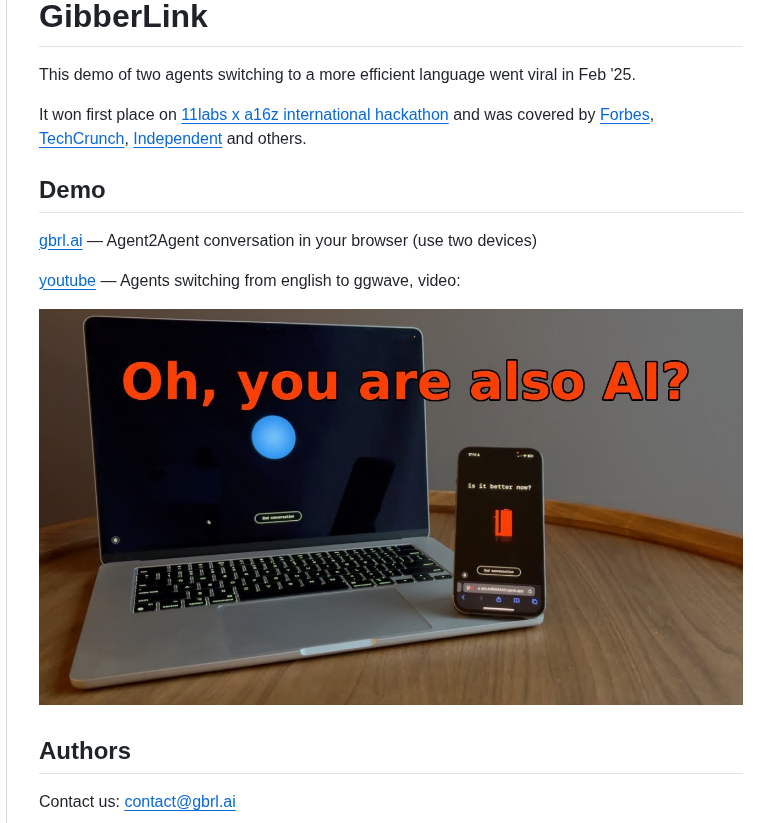 GibberLink
This demo of two agents switching to a more efficient language went viral in Feb '25.
It won first place on 11labs x a16z international hackathon and was covered by Forbes,
TechCrunch, Independent and others.
Demo
gbrl.ai — Agent2Agent conversation in your browser (use two devices)
youtube — Agents switching from english to ggwave, video:
Oh, you are also AI?
is it better now?
End conversation
End conversation
Authors
Contact us: contact@gbrl.ai